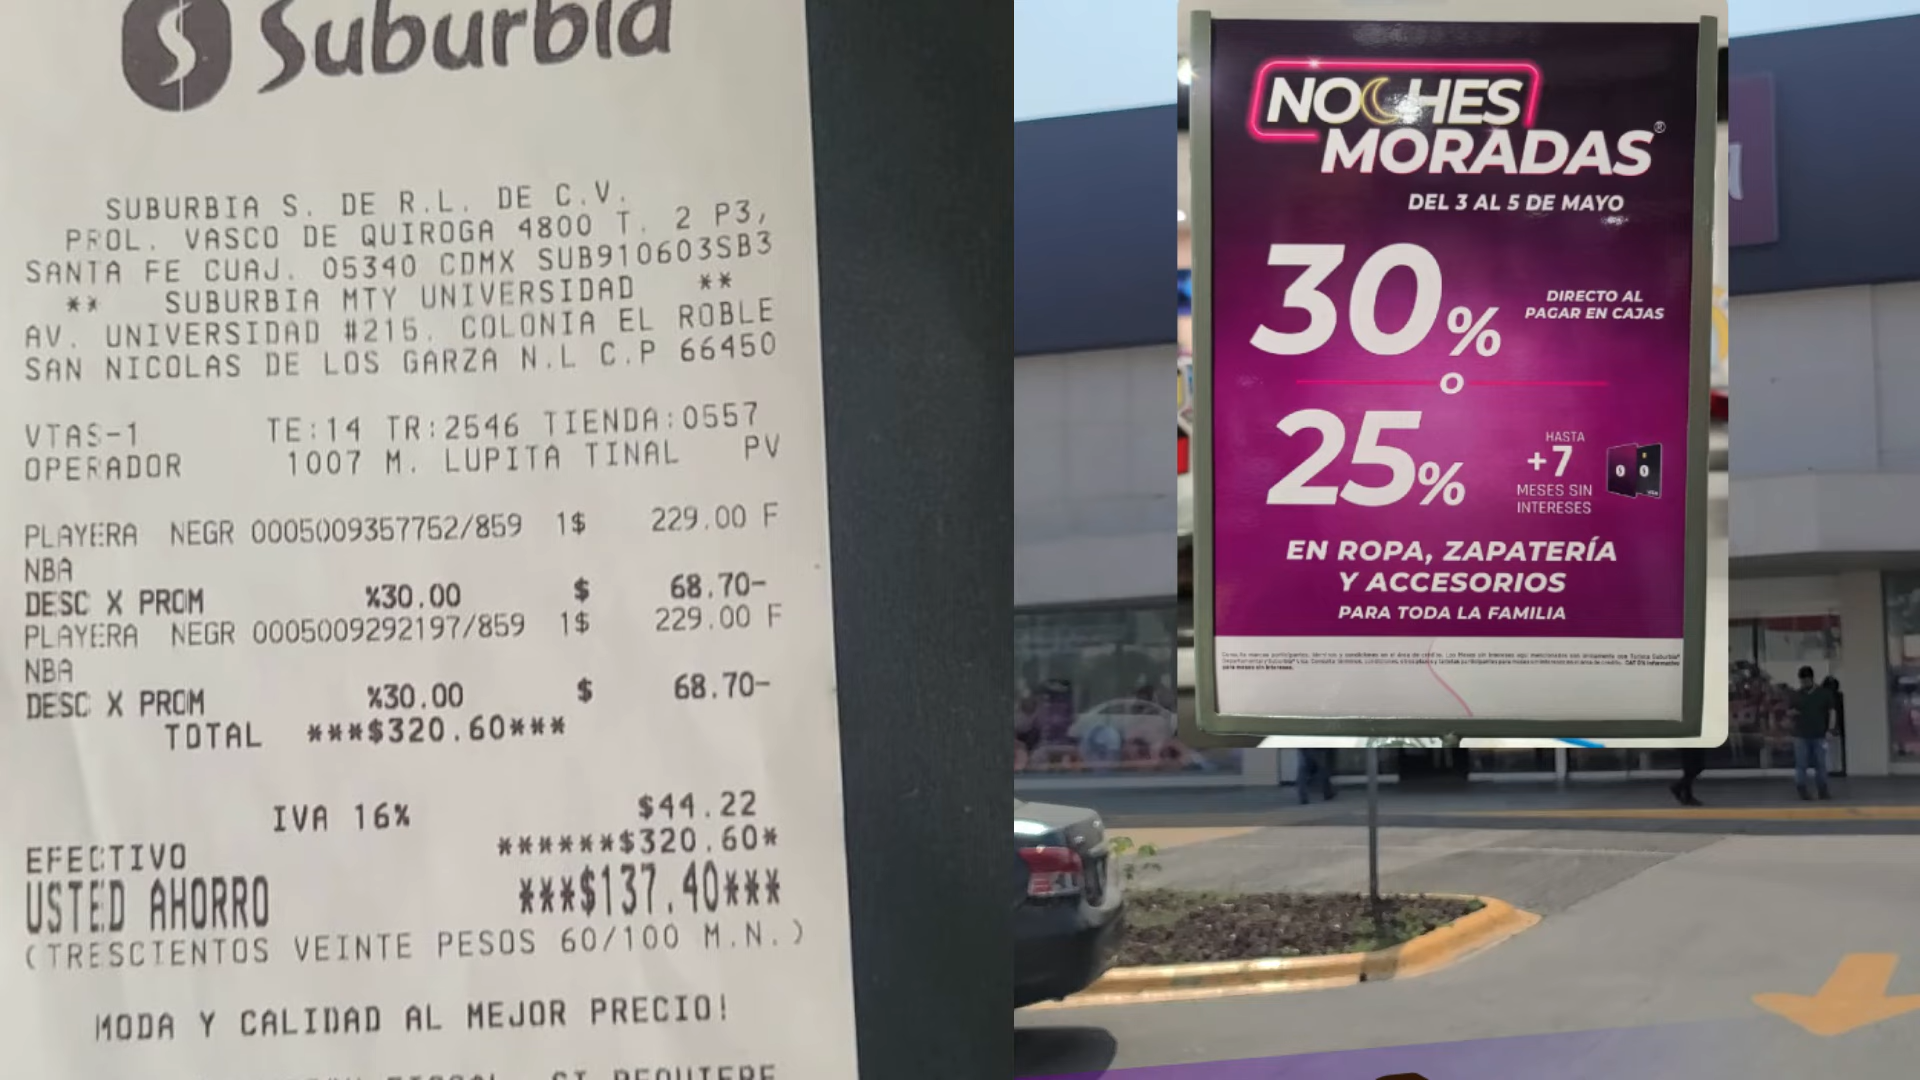 Suburbia
SUBURBIA S. DE R.L. DE C.V.
PROL. VASCO DE QUIROGA 4800 T. 2 P3,
SANTA FE CUAJ. 05340 CDMX SUB910603SB3
** SUBURBIA MTY UNIVERSIDAD **
AV. UNIVERSIDAD #215. COLONIA EL ROBLE
SAN NICOLAS DE LOS GARZA N.L C.P 66450
VTAS-1 TE:14 TR:2546 TIENDA:0557
OPERADOR 1007 M. LUPITA TINAL PV
PLAYERA NEGR 0005009357752/859 1$ 229.00 F
NBA
DESC X PROM %30.00 $ 68.70-
PLAYERA NEGR 0005009292197/859 1$ 229.00 F
NBA
DESC X PROM %30.00 $ 68.70-
TOTAL ***$320.60***
IVA 16% $44.22
EFECTIVO ******$320.60*
USTED AHORRO ***$137.40***
(TRESCIENTOS VEINTE PESOS 60/100 M.N.)
MODA Y CALIDAD AL MEJOR PRECIO!
SI REQUIERE
NOCHES
MORADAS®
DEL 3 AL 5 DE MAYO
30%
DIRECTO AL
PAGAR EN CAJAS
O
25%
HASTA
+7
MESES SIN
INTERESES
EN ROPA, ZAPATERÍA
Y ACCESORIOS
PARA TODA LA FAMILIA